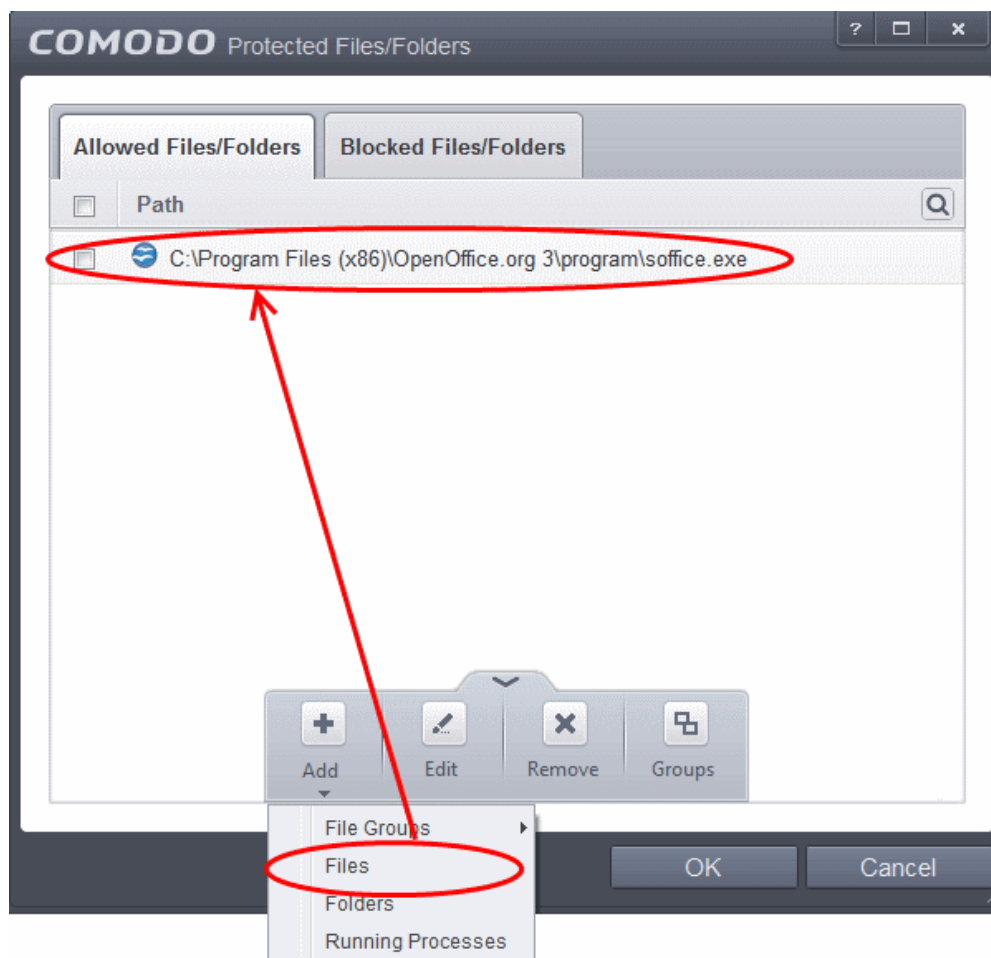 COMODO Protected Files/Folders
?
Allowed Files/Folders
Blocked Files/Folders
Path
C:\Program Files (x86)\OpenOffice.org 3\program\soffice.exe
Add
Edit
Remove
Groups
File Groups
Files
Folders
Running Processes
OK
Cancel